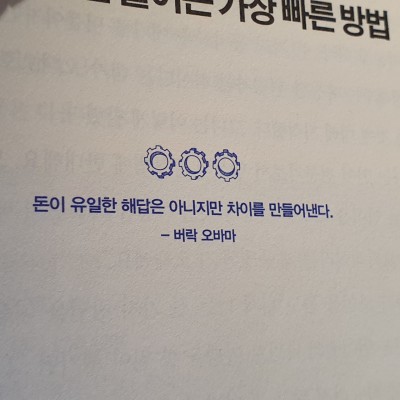 가장 빠른 방법
돈이 유일한 해답은 아니지만 차이를 만들어낸다.
– 버락 오바마